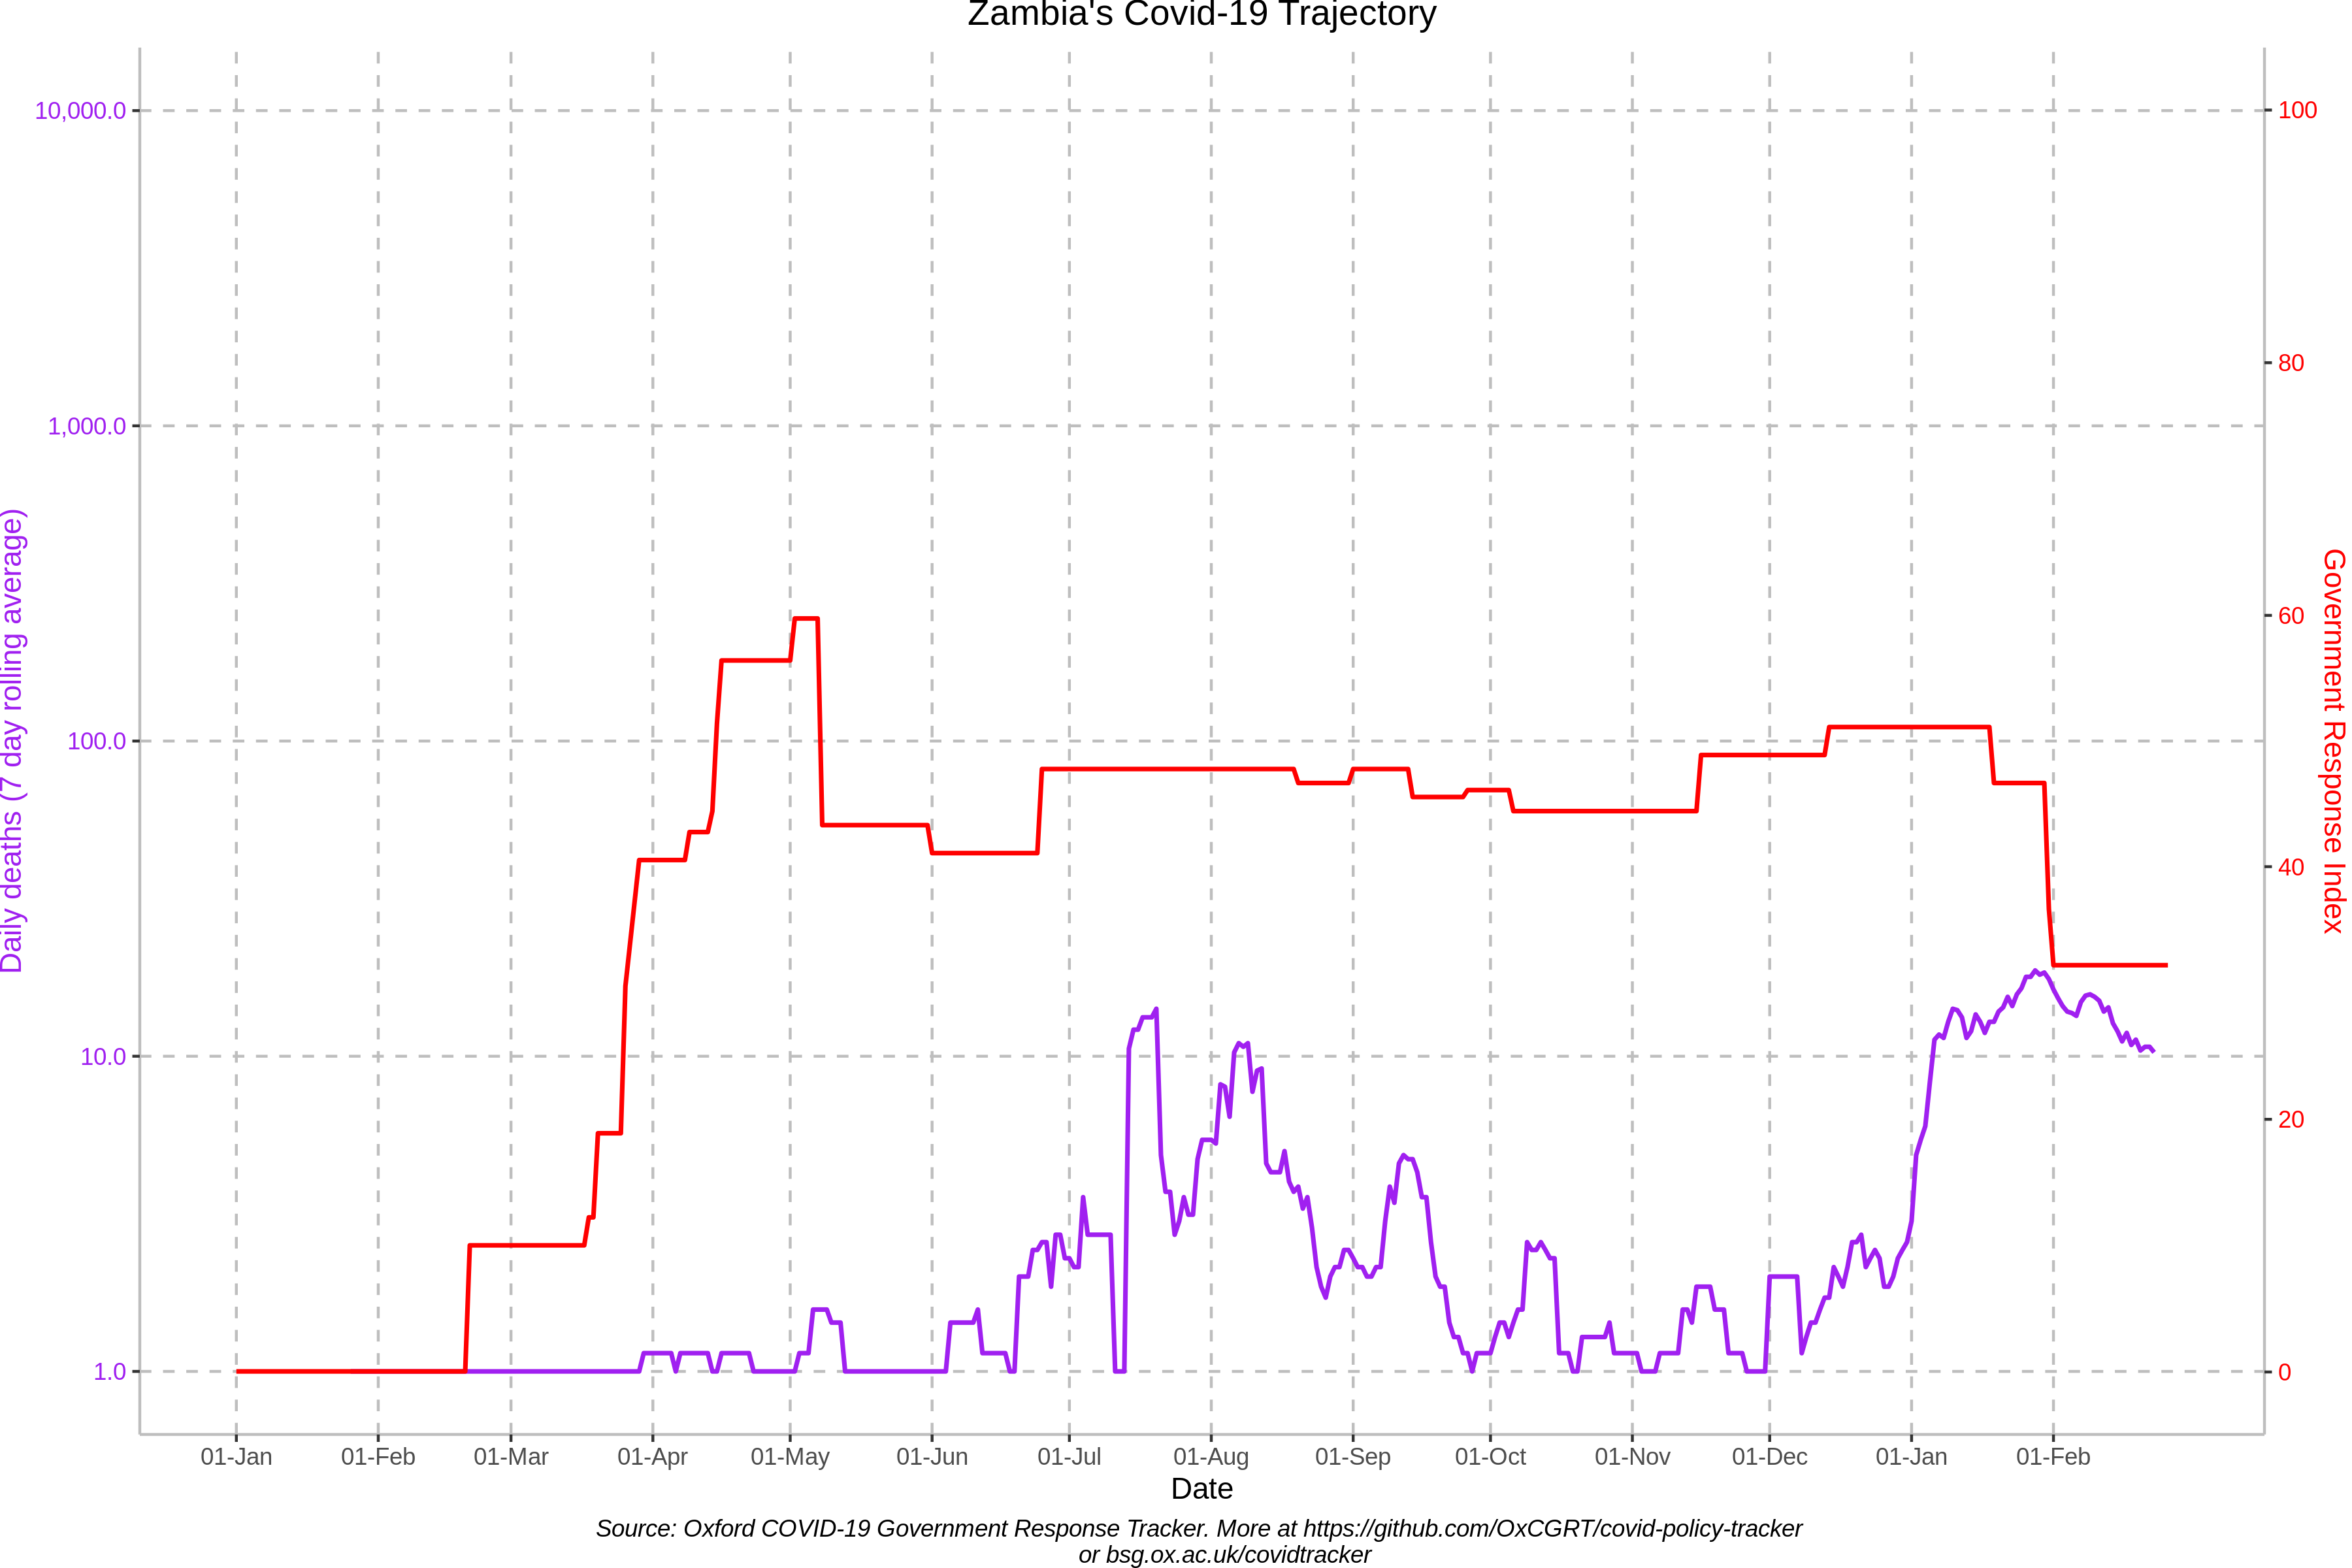 Zambia's Covid-19 Trajectory
10,000.0
1,000.0
100.0
10.0
1.0
Daily deaths (7 day rolling average)
100
80
60
40
20
0
Government Response Index
01-Jan
01-Feb
01-Mar
01-Apr
01-May
01-Jun
01-Jul
01-Aug
01-Sep
01-Oct
01-Nov
01-Dec
01-Jan
01-Feb
Date
Source: Oxford COVID-19 Government Response Tracker. More at https://github.com/OxCGRT/covid-policy-tracker
or bsg.ox.ac.uk/covidtracker